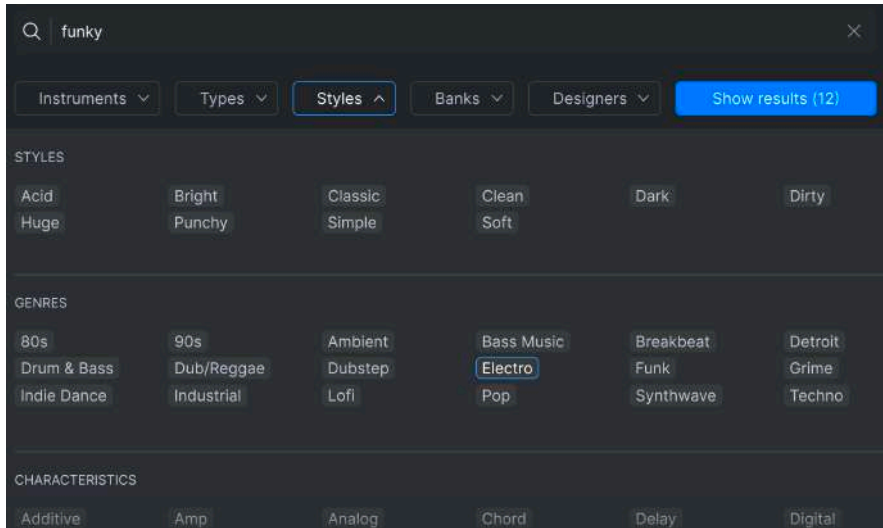 funky
Instruments Types Styles Banks Designers Show results (12)
STYLES
Acid Bright Classic Clean Dark Dirty
Huge Punchy Simple Soft
GENRES
80s 90s Ambient Bass Music Breakbeat Detroit
Drum & Bass Dub/Reggae Dubstep Electro Funk Grime
Indie Dance Industrial Lofi Pop Synthwave Techno
CHARACTERISTICS
Additive Amp Analog Chord Delay Digital